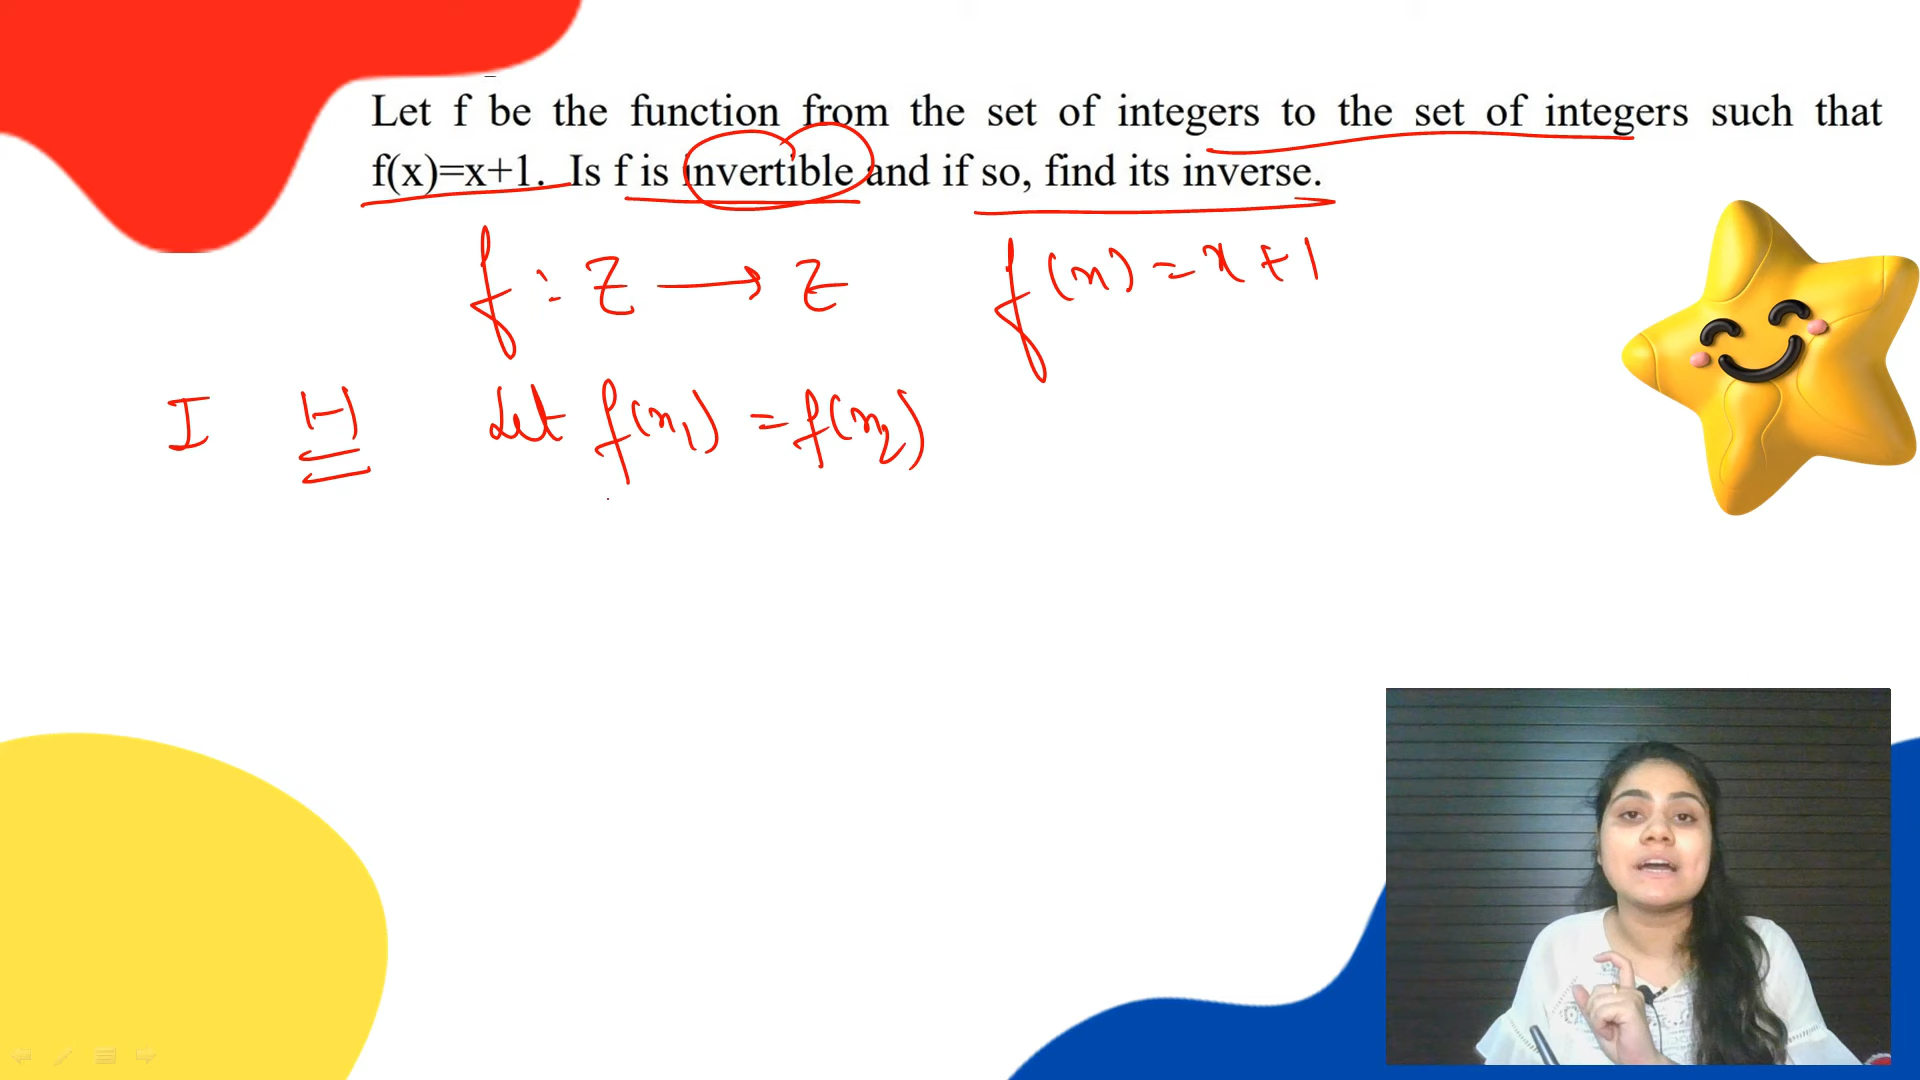 Let f be the function from the set of integers to the set of integers such that
f(x)=x+1. Is f is invertible and if so, find its inverse.
f : Z → Z f(x) = x + 1
I 1-1 Let f(x₁) = f(x₂)